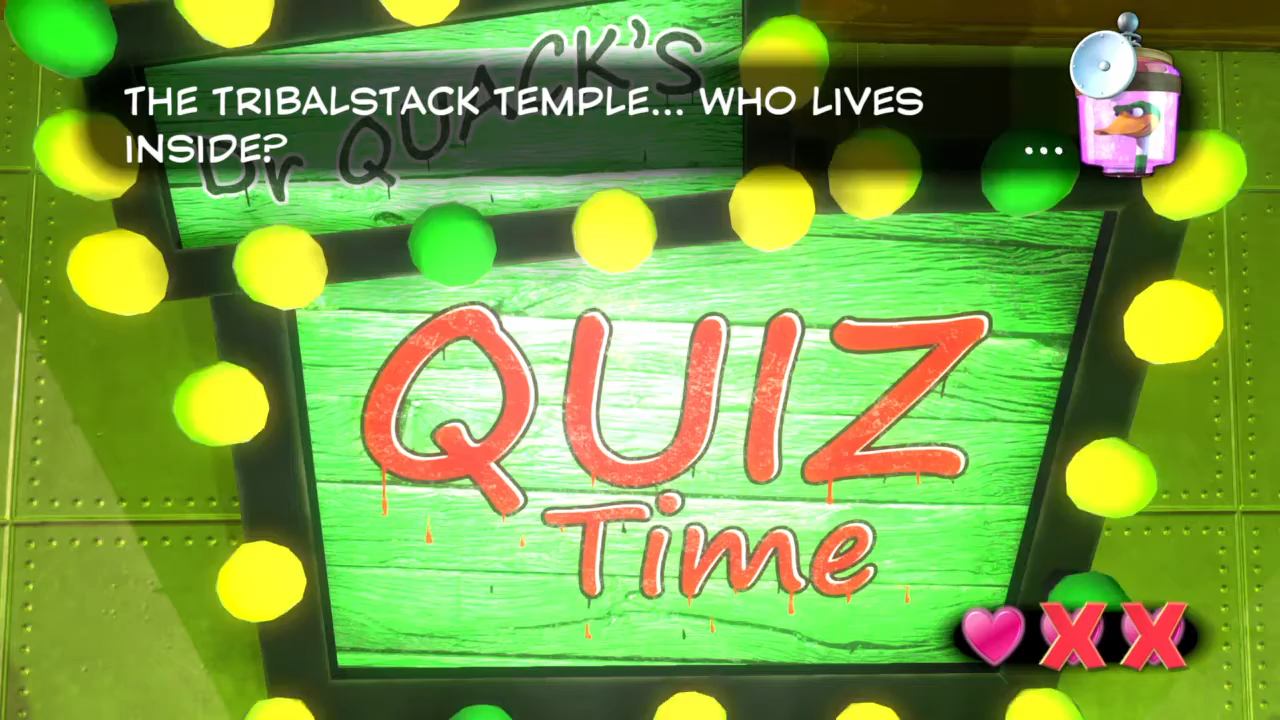 THE TRIBALSTACK TEMPLE... WHO LIVES
INSIDE?
...
Dr QUACK'S
QUIZ
Time